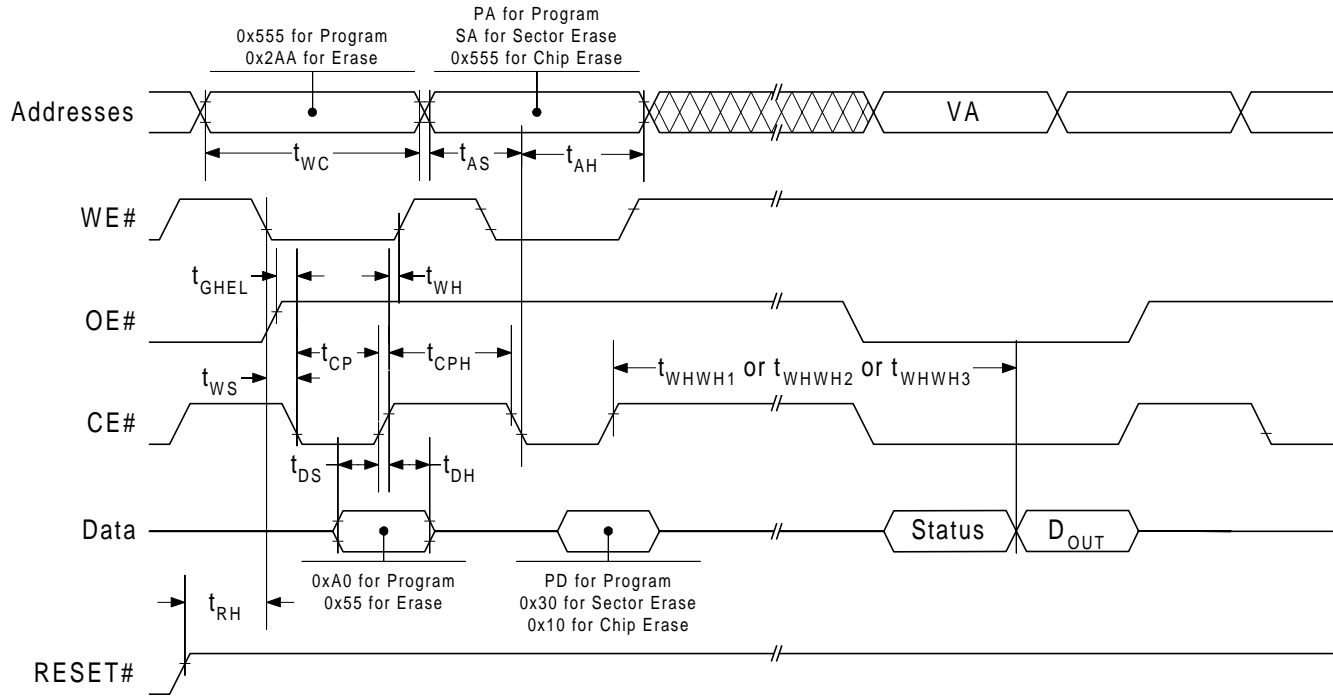 PA for Program
SA for Sector Erase
0x555 for Chip Erase
0x555 for Program
0x2AA for Erase
Addresses
VA
tWC
tAS
tAH
WE#
tGHEL
tWH
OE#
tCP
tCPH
tWHWH1 or tWHWH2 or tWHWH3
tWS
CE#
tDS
tDH
Data
Status
DOUT
0xA0 for Program
0x55 for Erase
PD for Program
0x30 for Sector Erase
0x10 for Chip Erase
tRH
RESET#